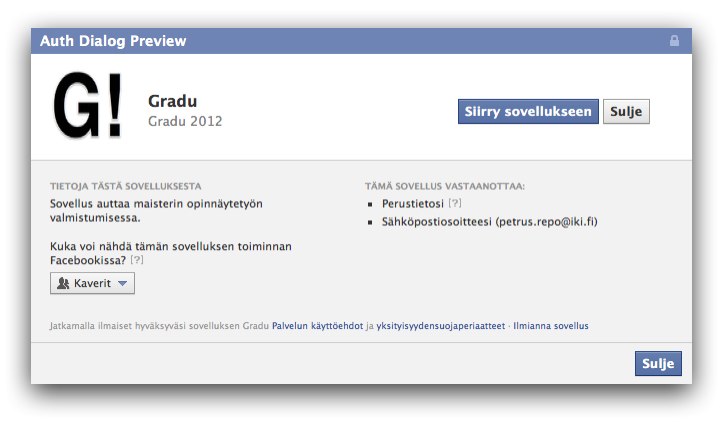 Auth Dialog Preview
G!
Gradu
Gradu 2012
Siirry sovellukseen
Sulje
TIETOJA TÄSTÄ SOVELLUKSESTA
Sovellus auttaa maisterin opinnäytetyön
valmistumisessa.
Kuka voi nähdä tämän sovelluksen toiminnan
Facebookissa? [?]
Kaverit
TÄMÄ SOVELLUS VASTAANOTTAA:
Perustietosi [?]
Sähköpostiosoitteesi (petrus.repo@iki.fi)
Jatkamalla ilmaiset hyväksyväsi sovelluksen Gradu Palvelun käyttöehdot ja yksityisyydensuojaperiaatteet · Ilmianna sovellus
Sulje